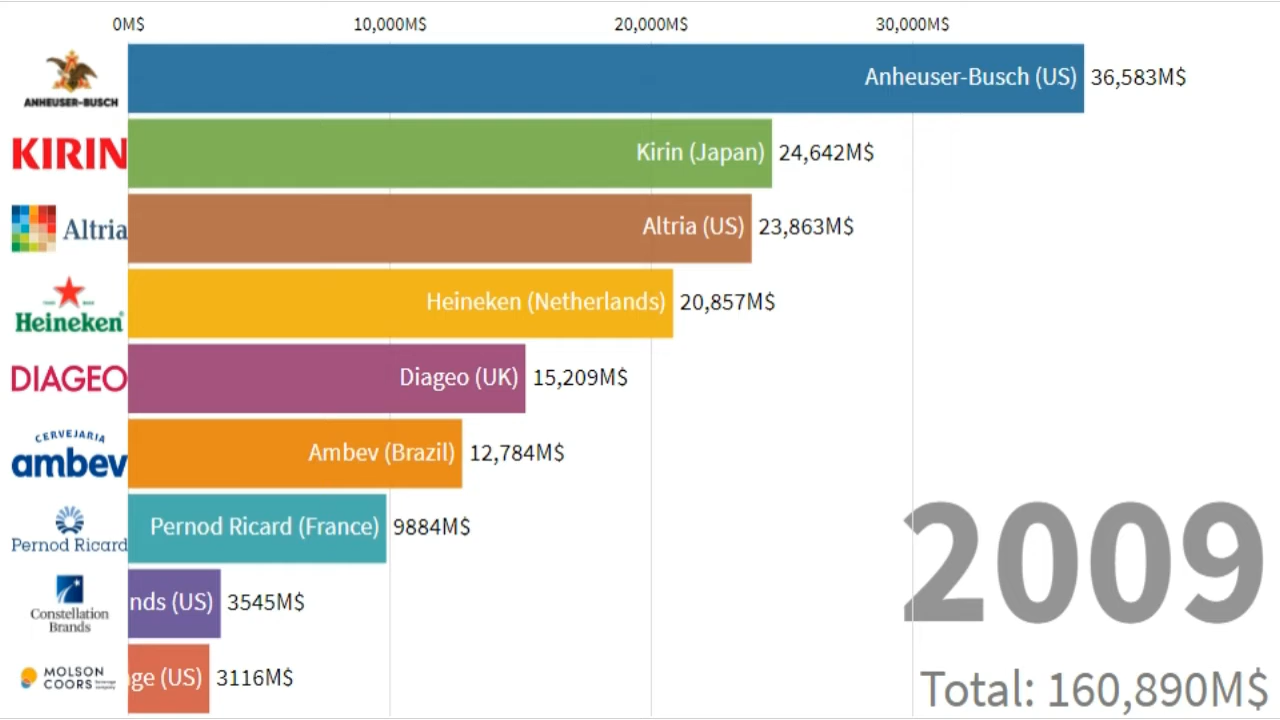 0M$ 10,000M$ 20,000M$ 30,000M$
ANHEUSER-BUSCH Anheuser-Busch (US) 36,583M$
KIRIN Kirin (Japan) 24,642M$
Altria Altria (US) 23,863M$
Heineken Heineken (Netherlands) 20,857M$
DIAGEO Diageo (UK) 15,209M$
CERVEJARIA
ambev Ambev (Brazil) 12,784M$
Pernod Ricard Pernod Ricard (France) 9884M$
Constellation
Brands nds (US) 3545M$
MOLSON
COORS ge (US) 3116M$
2009
Total: 160,890M$